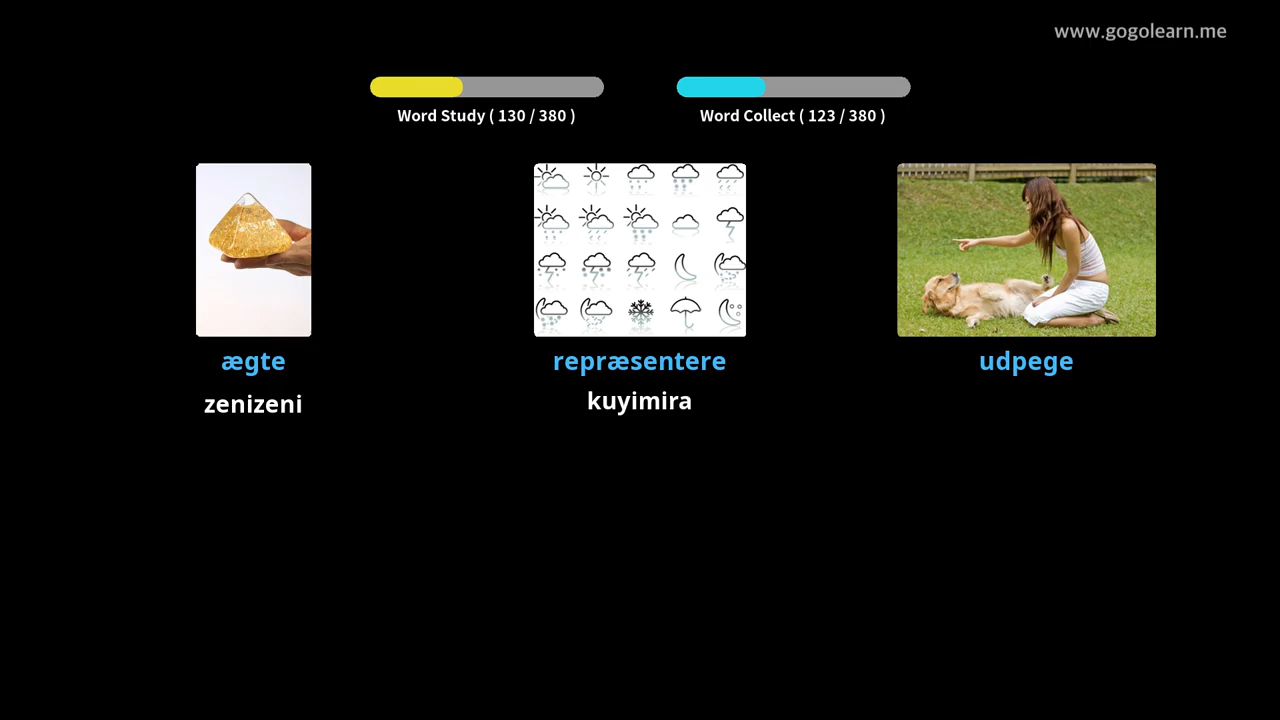 www.gogolearn.me
Word Study ( 130 / 380 )
Word Collect ( 123 / 380 )
ægte
repræsentere
udpege
zenizeni
kuyimira